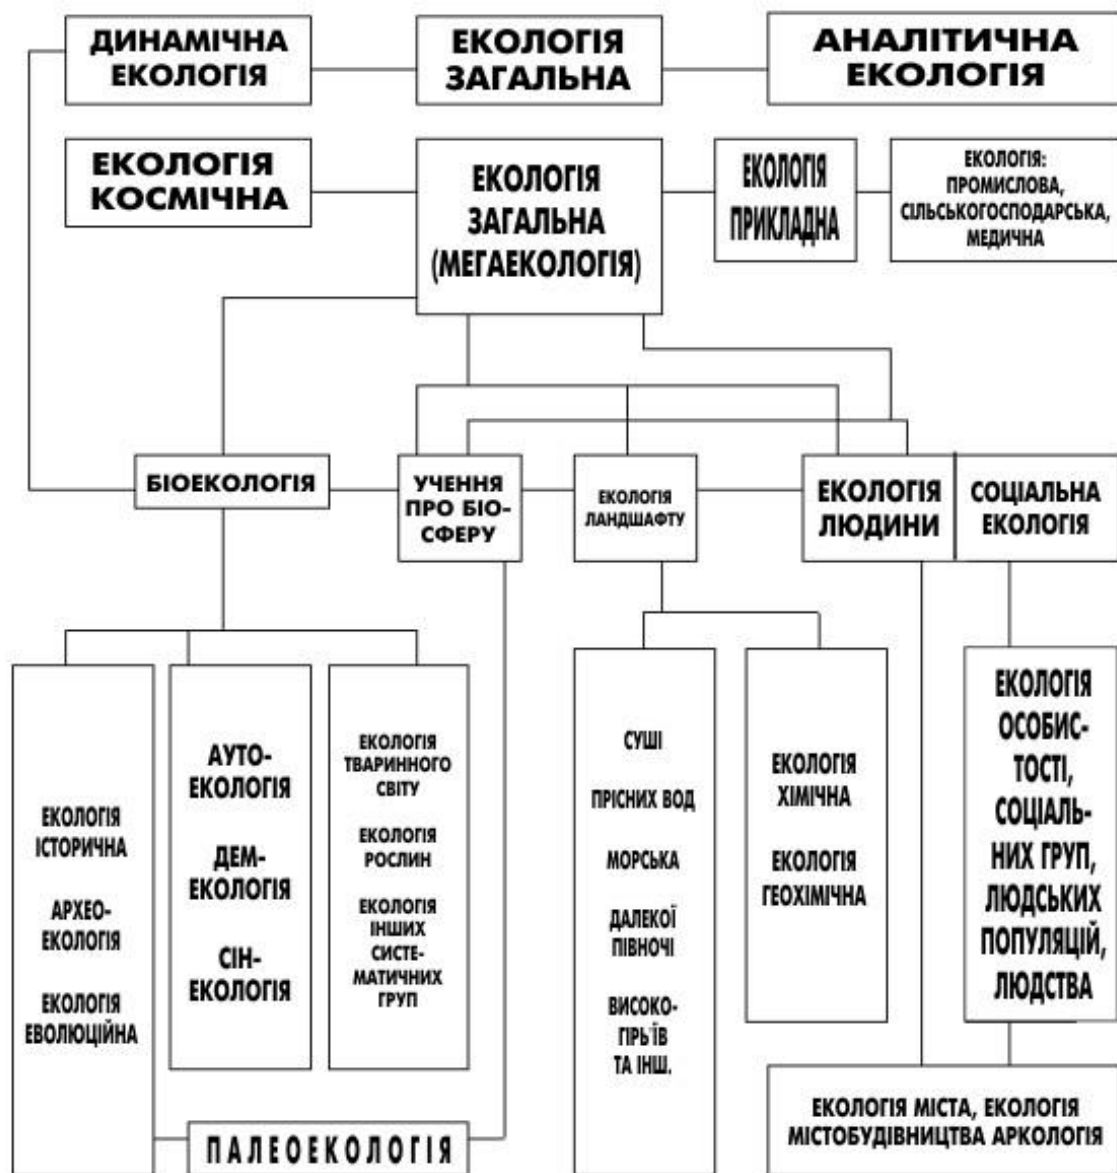 ДИНАМІЧНА
ЕКОЛОГІЯ
ЕКОЛОГІЯ
ЗАГАЛЬНА
АНАЛІТИЧНА
ЕКОЛОГІЯ
ЕКОЛОГІЯ
КОСМІЧНА
ЕКОЛОГІЯ
ЗАГАЛЬНА
(МЕГАЕКОЛОГІЯ)
ЕКОЛОГІЯ
ПРИКЛАДНА
ЕКОЛОГІЯ:
ПРОМИСЛОВА,
СІЛЬСЬКОГОСПОДАРСЬКА,
МЕДИЧНА
БІОЕКОЛОГІЯ
УЧЕННЯ
ПРО БІО-
СФЕРУ
ЕКОЛОГІЯ
ЛАНДШАФТУ
ЕКОЛОГІЯ
ЛЮДИНИ
СОЦІАЛЬНА
ЕКОЛОГІЯ
ЕКОЛОГІЯ
ІСТОРИЧНА
АРХЕО-
ЕКОЛОГІЯ
ЕКОЛОГІЯ
ЕВОЛЮЦІЙНА
АУТО-
ЕКОЛОГІЯ
ДЕМ-
ЕКОЛОГІЯ
СІН-
ЕКОЛОГІЯ
ЕКОЛОГІЯ
ТВАРИННОГО
СВІТУ
ЕКОЛОГІЯ
РОСЛИН
ЕКОЛОГІЯ
ІНШИХ
СИСТЕ-
МАТИЧНИХ
ГРУП
СУШІ
ПРІСНИХ ВОД
МОРСЬКА
ДАЛЕКОЇ
ПІВНОЧІ
ВИСОКО-
ГІРЬ'ЇВ
ТА ІНШ.
ЕКОЛОГІЯ
ХІМІЧНА
ЕКОЛОГІЯ
ГЕОХІМІЧНА
ЕКОЛОГІЯ
ОСОБИС-
ТОСТІ,
СОЦІАЛЬ-
НИХ ГРУП,
ЛЮДСЬКИХ
ПОПУЛЯЦІЙ,
ЛЮДСТВА
ПАЛЕОЕКОЛОГІЯ
ЕКОЛОГІЯ МІСТА, ЕКОЛОГІЯ
МІСТОБУДІВНИЦТВА АРКОЛОГІЯ